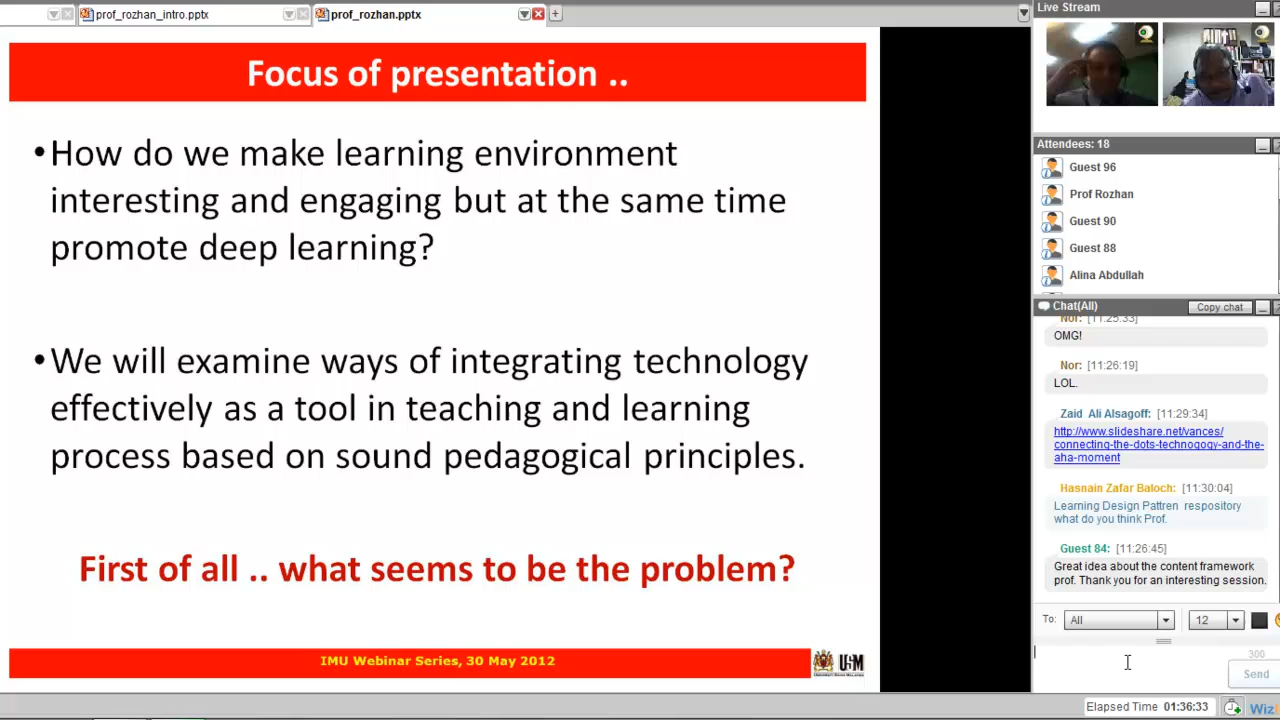 prof_rozhan_intro.pptx
prof_rozhan.pptx
Live Stream
Focus of presentation ..
•How do we make learning environment
interesting and engaging but at the same time
promote deep learning?
•We will examine ways of integrating technology
effectively as a tool in teaching and learning
process based on sound pedagogical principles.
First of all .. what seems to be the problem?
IMU Webinar Series, 30 May 2012
USM
Attendees: 18
Guest 96
Prof Rozhan
Guest 90
Guest 88
Alina Abdullah
Chat(All)
Copy chat
Nor: [11:25:33]
OMG!
Nor: [11:26:19]
LOL.
Zaid Ali Alsagoff: [11:29:34]
http://www.slideshare.net/vances/
connecting-the-dots-technogogy-and-the-
aha-moment
Hasnain Zafar Baloch: [11:30:04]
Learning Design Pattren respository
what do you think Prof.
Guest 84: [11:26:45]
Great idea about the content framework
prof. Thank you for an interesting session.
To: All 12
300
Send
Elapsed Time 01:36:33
Wiz